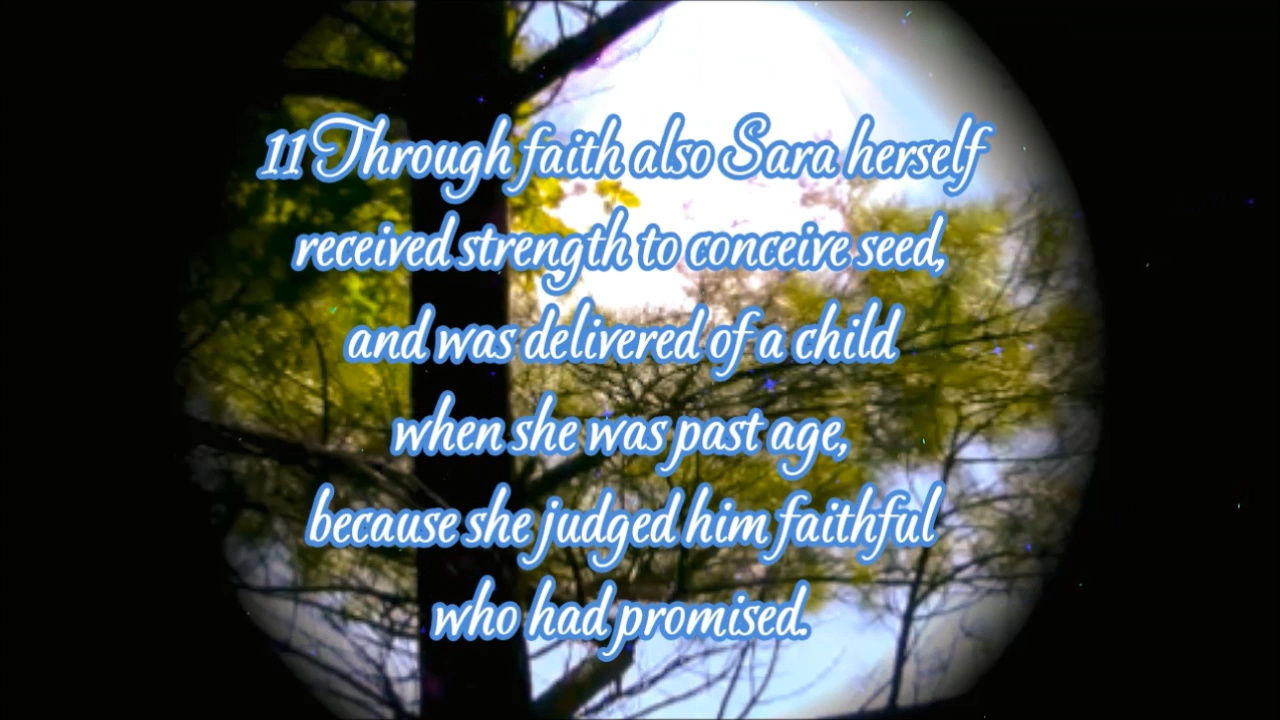 11 Through faith also Sara herself
received strength to conceive seed,
and was delivered of a child
when she was past age,
because she judged him faithful
who had promised.